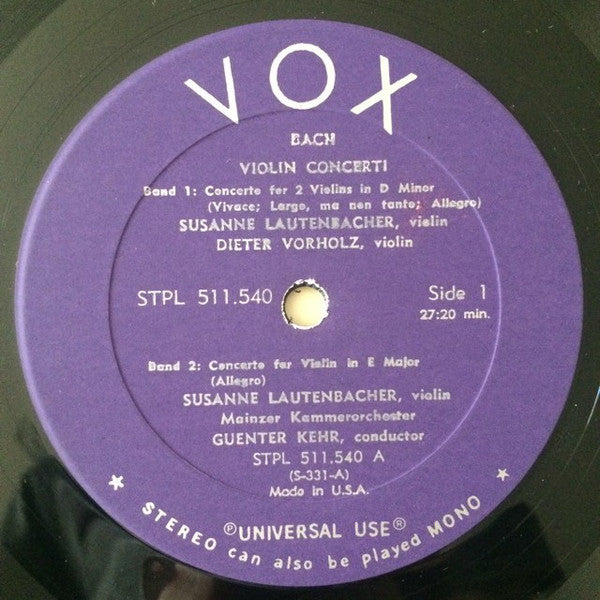 VOX
BACH
VIOLIN CONCERTI
Band 1: Concerto for 2 Violins in D Minor
(Vivace; Largo, ma non tanto; Allegro)
SUSANNE LAUTENBACHER, violin
DIETER VORHOLZ, violin
STPL 511.540
Side 1
27:20 min.
Band 2: Concerto for Violin in E Major
(Allegro)
SUSANNE LAUTENBACHER, violin
Mainzer Kammerorchester
GUENTER KEHR, conductor
STPL 511.540 A
(S-331-A)
Made in U.S.A.
℗UNIVERSAL USE®
* STEREO can also be played MONO *